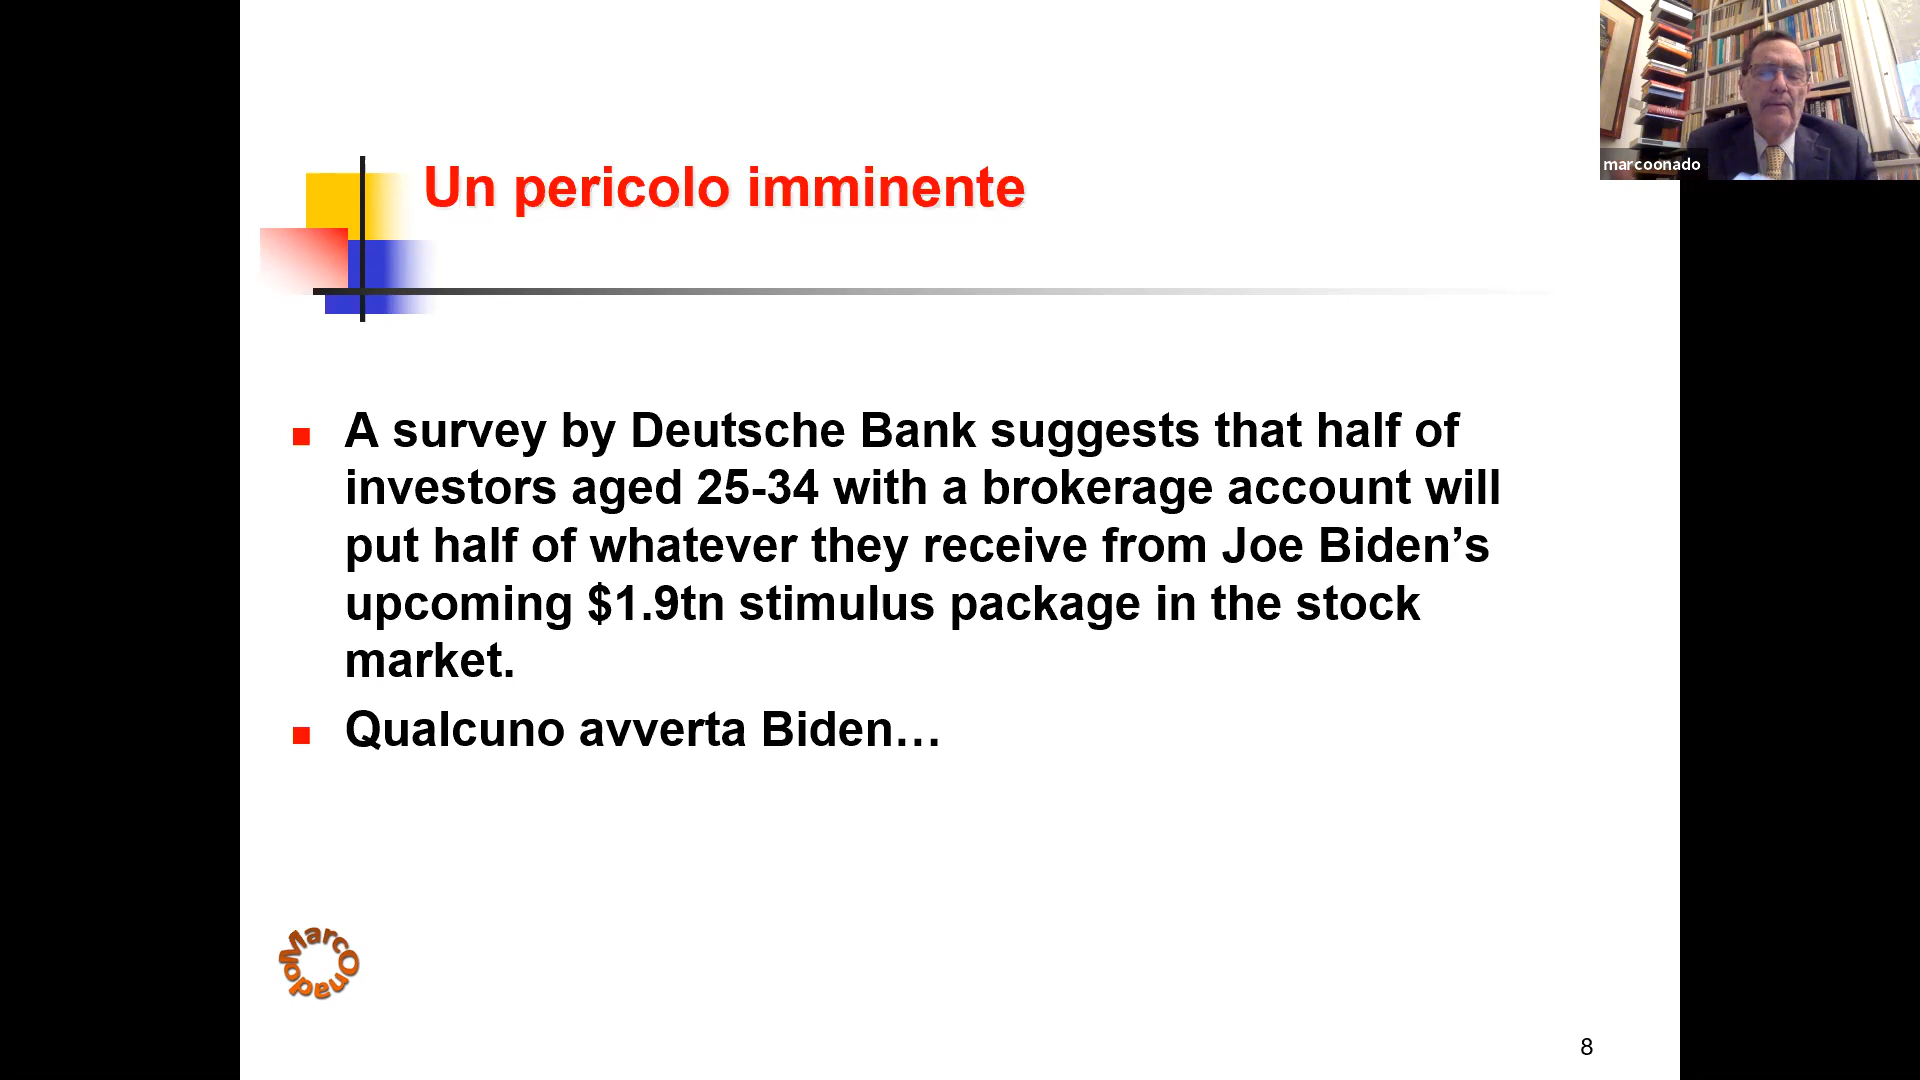 Un pericolo imminente
marcoonado
A survey by Deutsche Bank suggests that half of
investors aged 25-34 with a brokerage account will
put half of whatever they receive from Joe Biden’s
upcoming $1.9tn stimulus package in the stock
market.
Qualcuno avverta Biden…
MarcOnado
8